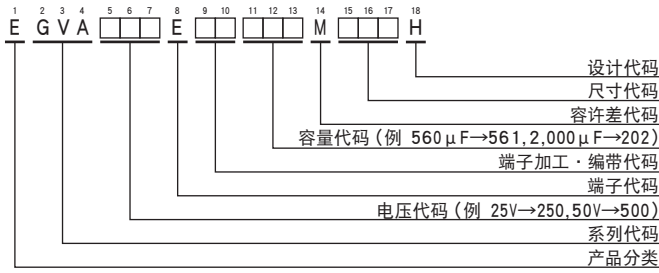 1 2 3 4 5 6 7 8 9 10 11 12 13 14 15 16 17 18
E GVA □□□ E □□ □□□ M □□□ H
设计代码
尺寸代码
容许差代码
容量代码(例 560μF→561,2,000μF→202)
端子加工・编带代码
端子代码
电压代码(例 25V→250,50V→500)
系列代码
产品分类